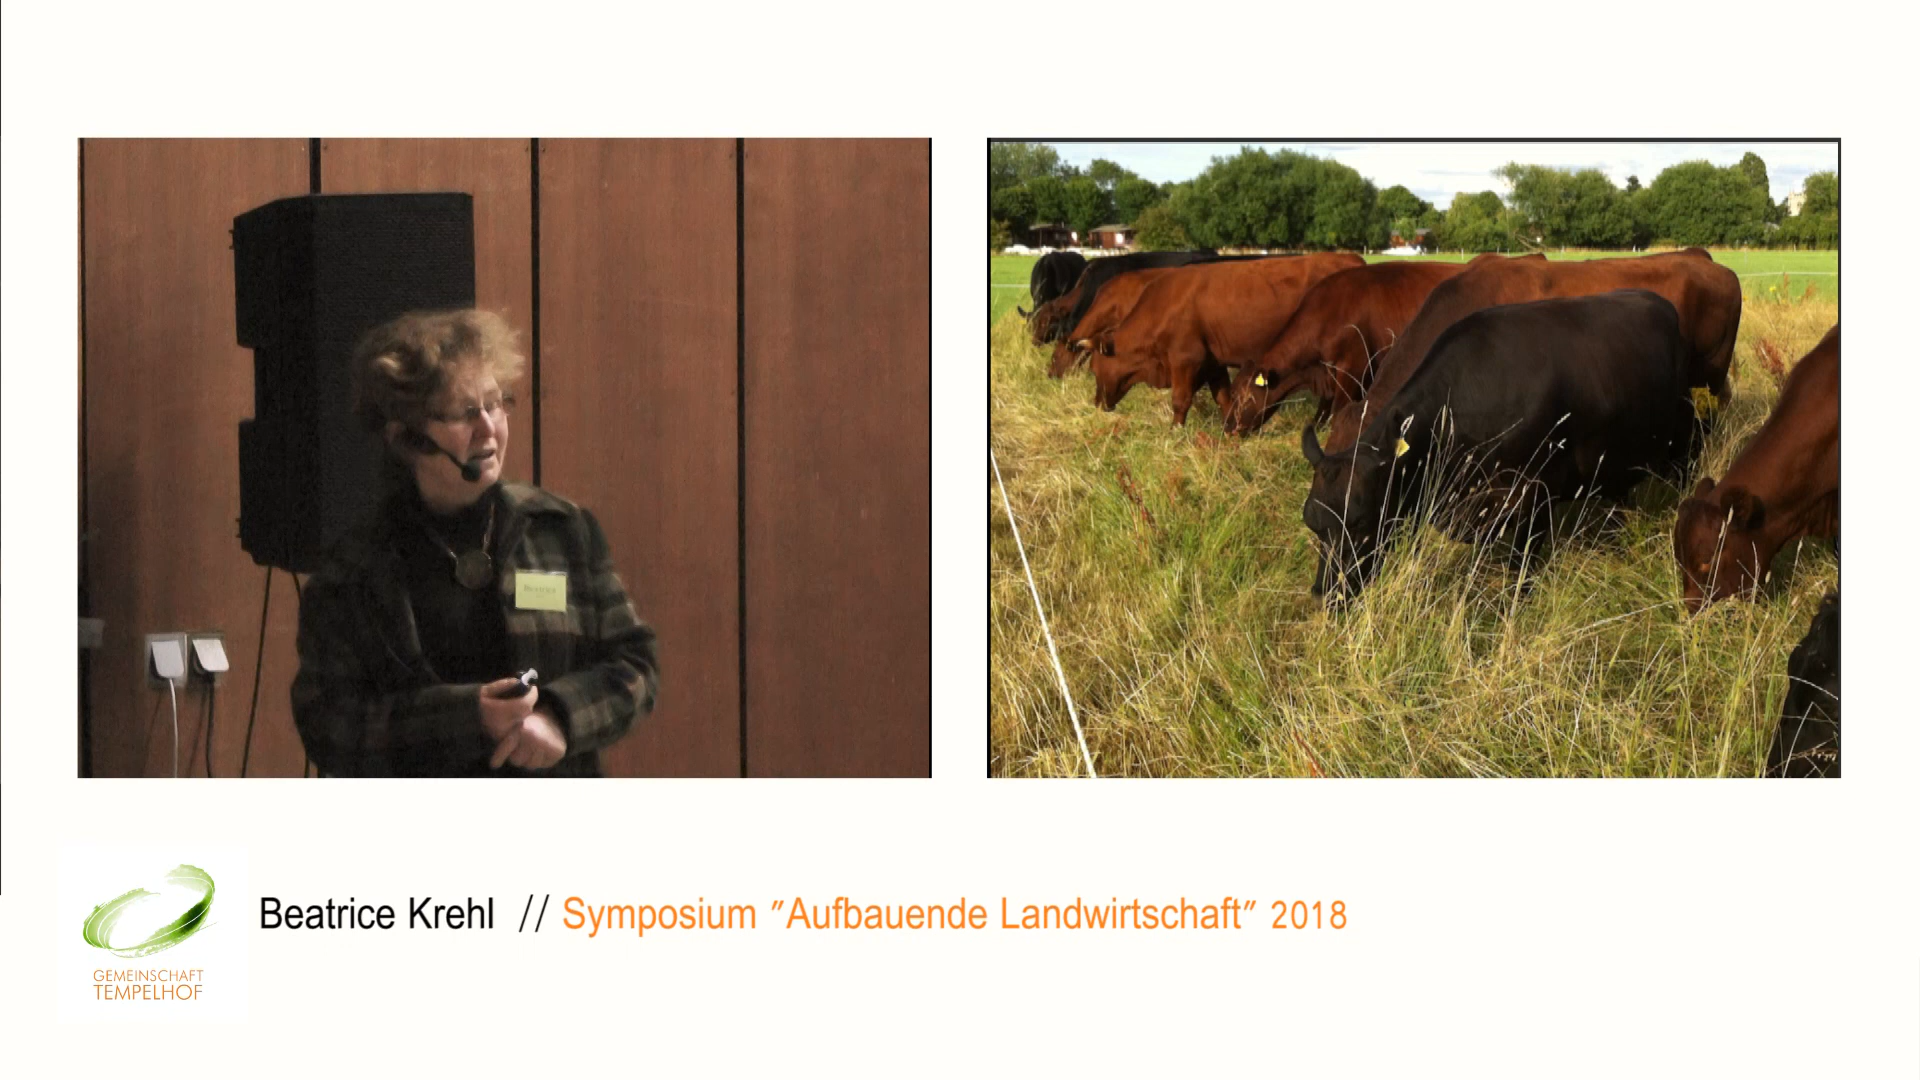 Beatrice Krehl // Symposium "Aufbauende Landwirtschaft" 2018
GEMEINSCHAFT
TEMPELHOF